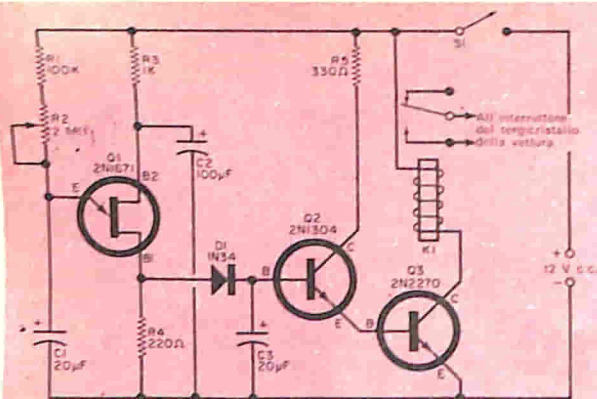 R1
100K
R3
1K
R5
330Ω
S1
R2
2 MΩ
C2
100μF
Q1
2N1671
E
B2
B1
All'interruttore
del tergicristallo
della vettura
K1
D1
1N34
Q2
2N1304
B
C
E
Q3
2N2270
B
C
E
+
12 V c.c.
-
+
C1
20μF
R4
220Ω
+
C3
20μF
+